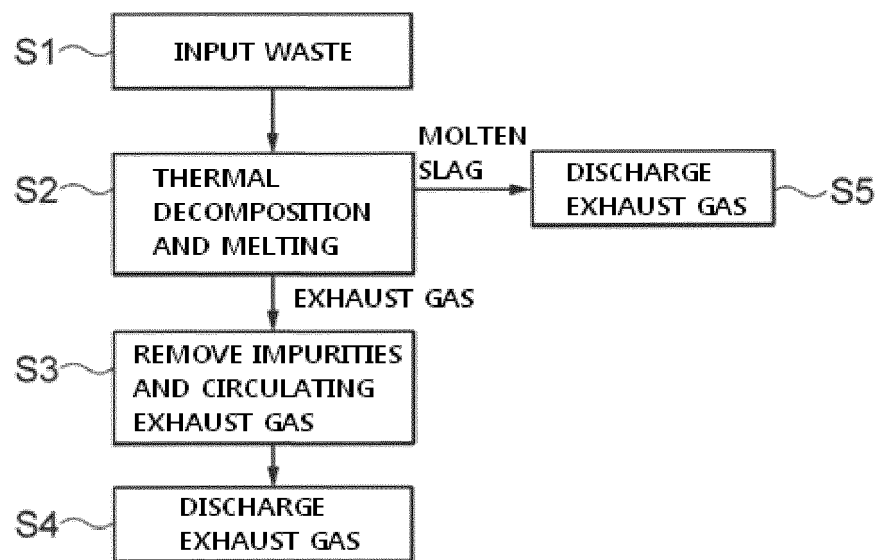 S1
INPUT WASTE
MOLTEN
SLAG
S2
THERMAL
DECOMPOSITION
AND MELTING
DISCHARGE
EXHAUST GAS
S5
EXHAUST GAS
S3
REMOVE IMPURITIES
AND CIRCULATING
EXHAUST GAS
S4
DISCHARGE
EXHAUST GAS